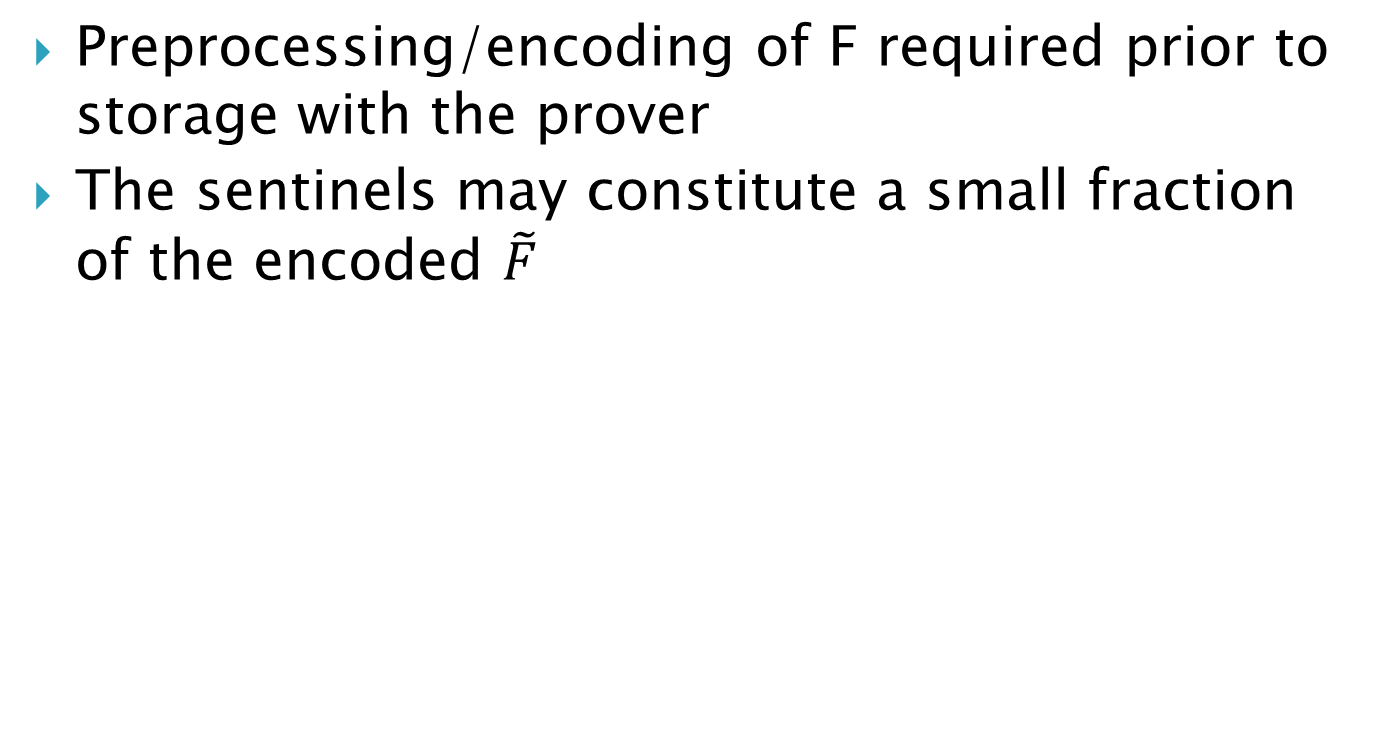 Preprocessing/encoding of F required prior to
storage with the prover
The sentinels may constitute a small fraction
of the encoded F̃